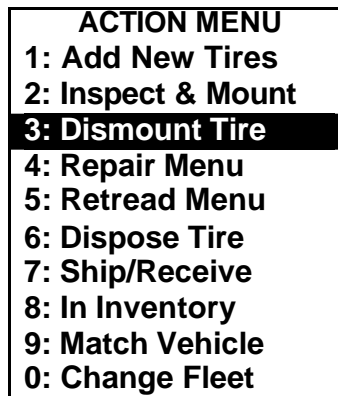 ACTION MENU
1: Add New Tires
2: Inspect & Mount
3: Dismount Tire
4: Repair Menu
5: Retread Menu
6: Dispose Tire
7: Ship/Receive
8: In Inventory
9: Match Vehicle
0: Change Fleet